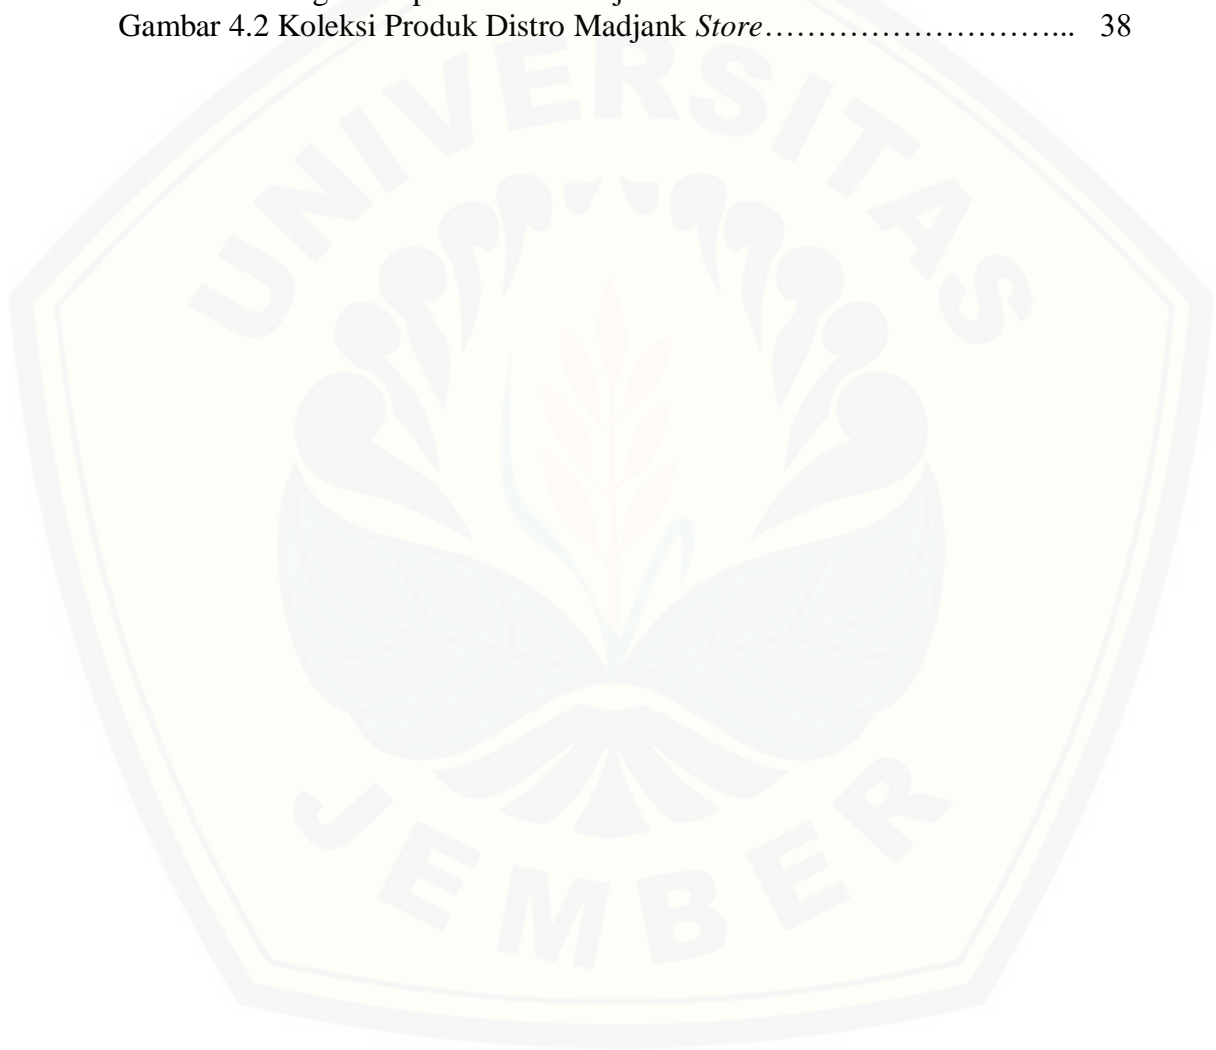 Gambar 4.2 Koleksi Produk Distro Madjank Store………………………….. 38
UNIVERSITAS
JEMBER